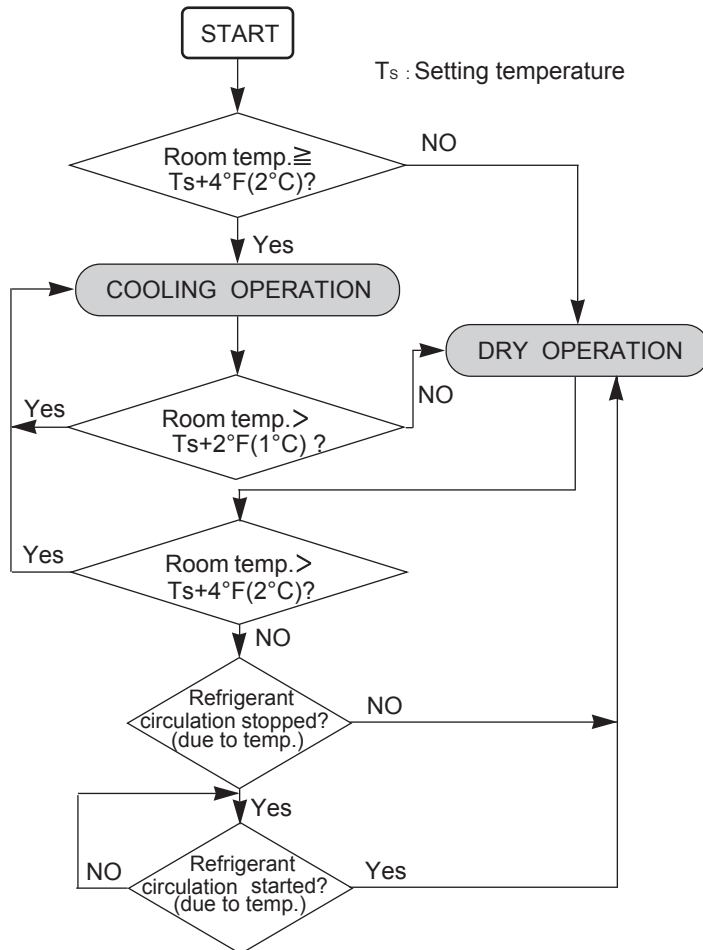 START
Ts : Setting temperature
Room temp.≧
Ts+4°F(2°C)?
NO
Yes
COOLING OPERATION
DRY OPERATION
Room temp.>
Ts+2°F(1°C) ?
Yes
NO
Room temp.>
Ts+4°F(2°C)?
Yes
NO
Refrigerant
circulation stopped?
(due to temp.)
NO
Yes
Refrigerant
circulation started?
(due to temp.)
NO
Yes